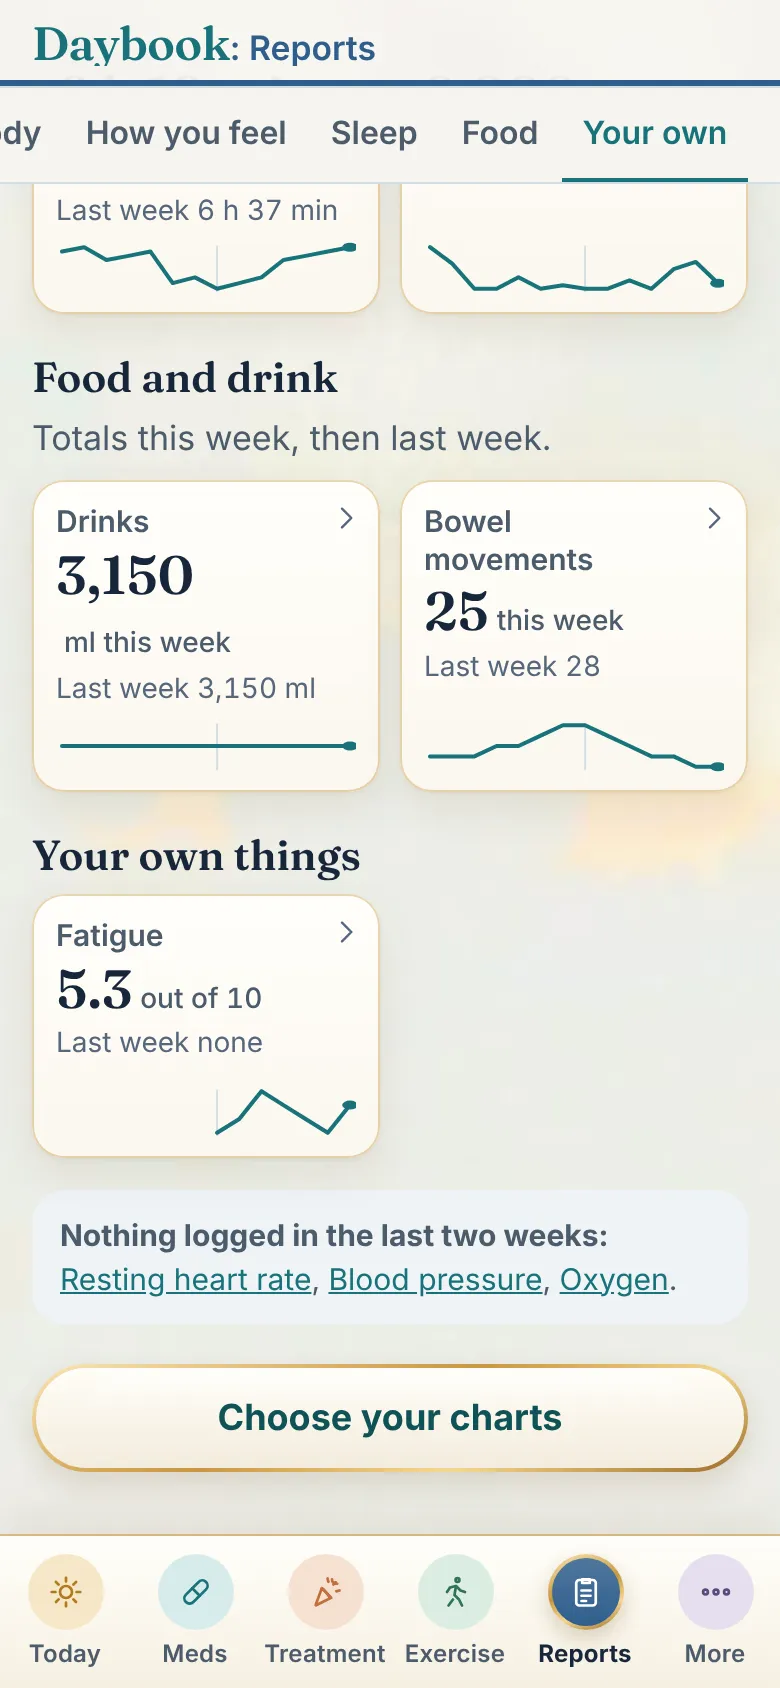 Daybook: Reports
ody How you feel Sleep Food Your own
Last week 6 h 37 min
Food and drink
Totals this week, then last week.
Drinks
3,150
ml this week
Last week 3,150 ml
Bowel
movements
25 this week
Last week 28
Your own things
Fatigue
5.3 out of 10
Last week none
Nothing logged in the last two weeks:
Resting heart rate, Blood pressure, Oxygen.
Choose your charts
Today Meds Treatment Exercise Reports More